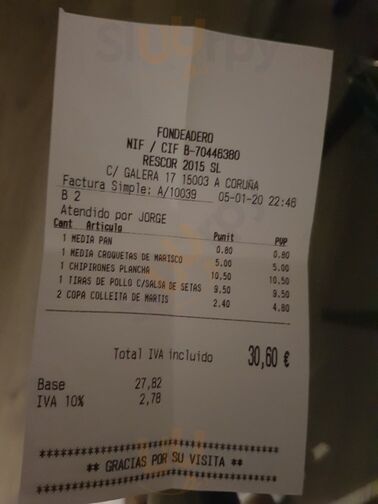 Sluurpy
FONDEADERO
NIF / CIF B-70448380
RESCOR 2015 SL
C/ GALERA 17 15003 A CORUÑA
Factura Simple: A/10039 05-01-20 22:46
B 2
Atendido por JORGE
Cant Artículo Punit PVP
1 MEDIA PAN 0.80 0.80
1 MEDIA CROQUETAS DE MARISCO 5.00 5.00
1 CHIPIRONES PLANCHA 10,50 10.50
1 TIRAS DE POLLO C/SALSA DE SETAS 9.50 9.50
2 COPA COLLEITA DE MARTIS 2.40 4.80
Total IVA incluido 30,60 €
Base 27,82
IVA 10% 2,78
** GRACIAS POR SU VISITA **